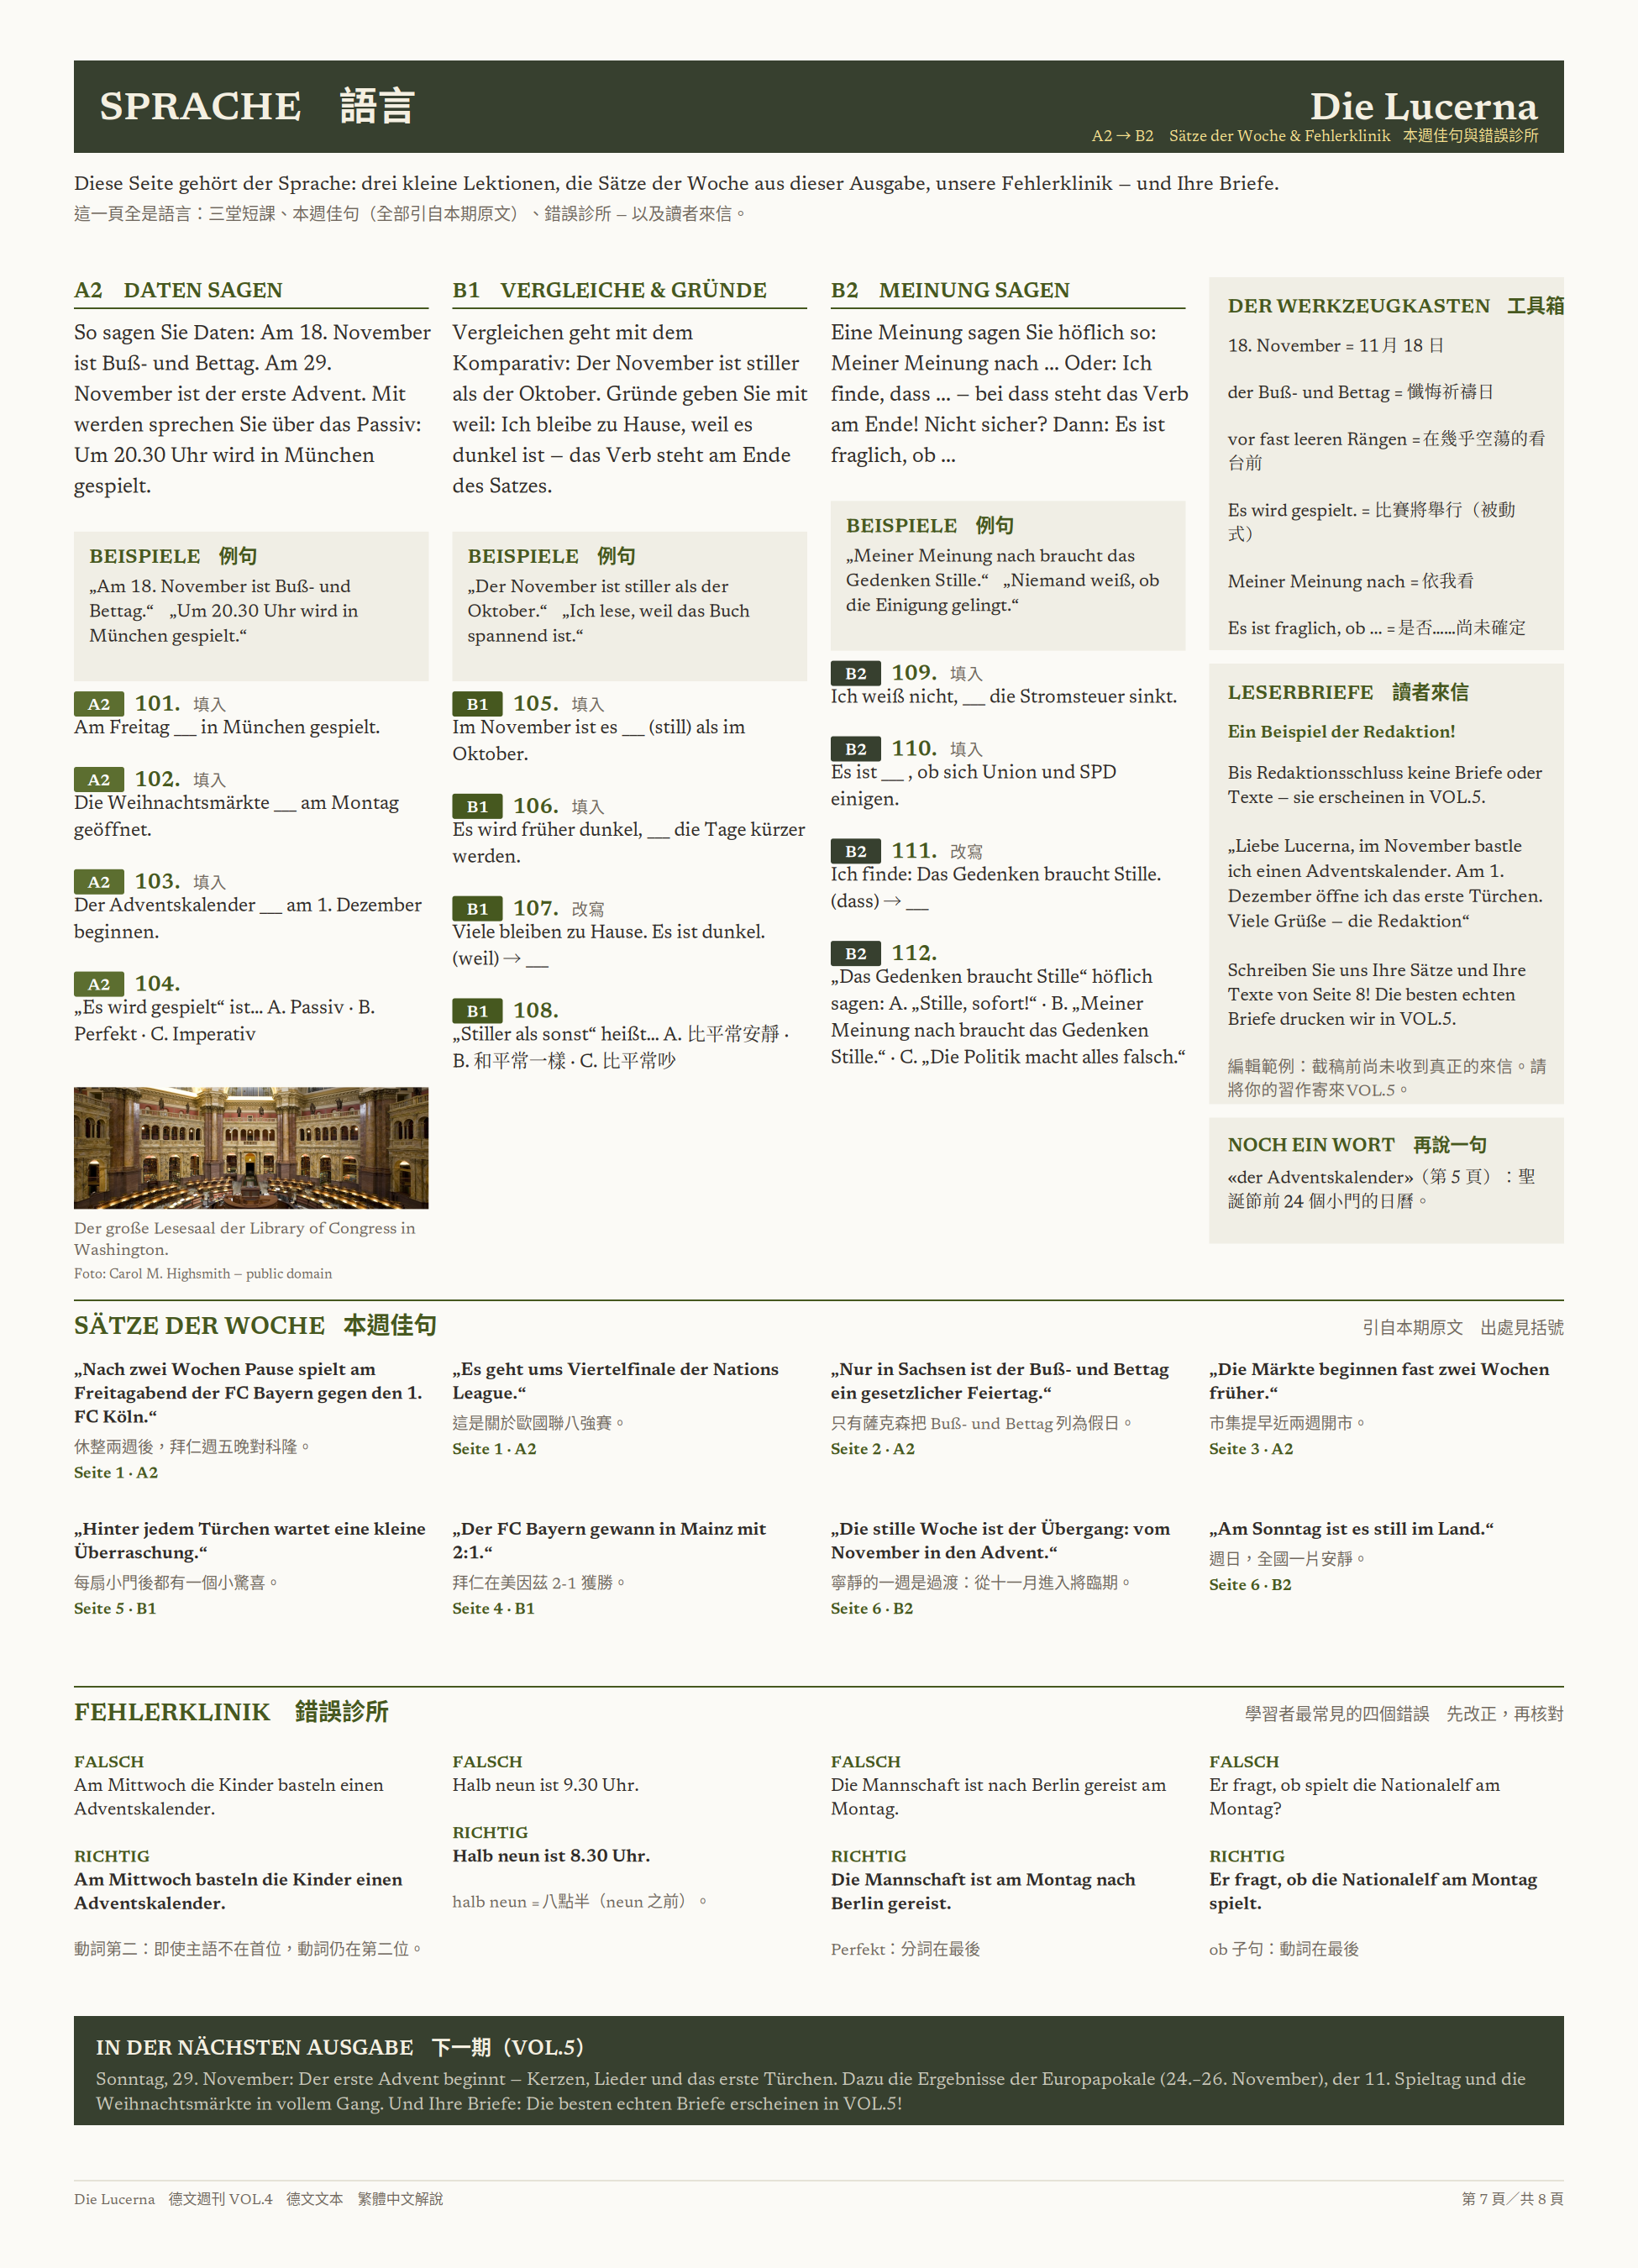 SPRACHE 語言
Die Lucerna
A2 → B2 Sätze der Woche & Fehlerklinik 本週佳句與錯誤診所
Diese Seite gehört der Sprache: drei kleine Lektionen, die Sätze der Woche aus dieser Ausgabe, unsere Fehlerklinik – und Ihre Briefe.
這一頁全是語言：三堂短課、本週佳句（全部引自本期原文）、錯誤診所 – 以及讀者來信。
A2 DATEN SAGEN
So sagen Sie Daten: Am 18. November
ist Buß- und Bettag. Am 29.
November ist der erste Advent. Mit
werden sprechen Sie über das Passiv:
Um 20.30 Uhr wird in München
gespielt.
BEISPIELE 例句
„Am 18. November ist Buß- und
Bettag.“ „Um 20.30 Uhr wird in
München gespielt.“
A2 101. 填入
Am Freitag ___ in München gespielt.
A2 102. 填入
Die Weihnachtsmärkte ___ am Montag
geöffnet.
A2 103. 填入
Der Adventskalender ___ am 1. Dezember
beginnen.
A2 104.
„Es wird gespielt“ ist... A. Passiv · B.
Perfekt · C. Imperativ
Der große Lesesaal der Library of Congress in
Washington.
Foto: Carol M. Highsmith – public domain
B1 VERGLEICHE & GRÜNDE
Vergleichen geht mit dem
Komparativ: Der November ist stiller
als der Oktober. Gründe geben Sie mit
weil: Ich bleibe zu Hause, weil es
dunkel ist – das Verb steht am Ende
des Satzes.
BEISPIELE 例句
„Der November ist stiller als der
Oktober.“ „Ich lese, weil das Buch
spannend ist.“
B1 105. 填入
Im November ist es ___ (still) als im
Oktober.
B1 106. 填入
Es wird früher dunkel, ___ die Tage kürzer
werden.
B1 107. 改寫
Viele bleiben zu Hause. Es ist dunkel.
(weil) → ___
B1 108.
„Stiller als sonst“ heißt... A. 比平常安靜 ·
B. 和平常一樣 · C. 比平常吵
B2 MEINUNG SAGEN
Eine Meinung sagen Sie höflich so:
Meiner Meinung nach ... Oder: Ich
finde, dass ... – bei dass steht das Verb
am Ende! Nicht sicher? Dann: Es ist
fraglich, ob ...
BEISPIELE 例句
„Meiner Meinung nach braucht das
Gedenken Stille.“ „Niemand weiß, ob
die Einigung gelingt.“
B2 109. 填入
Ich weiß nicht, ___ die Stromsteuer sinkt.
B2 110. 填入
Es ist ___ , ob sich Union und SPD
einigen.
B2 111. 改寫
Ich finde: Das Gedenken braucht Stille.
(dass) → ___
B2 112.
„Das Gedenken braucht Stille“ höflich
sagen: A. „Stille, sofort!“ · B. „Meiner
Meinung nach braucht das Gedenken
Stille.“ · C. „Die Politik macht alles falsch.“
DER WERKZEUGKASTEN 工具箱
18. November = 11月 18 日
der Buß- und Bettag = 懺悔祈禱日
vor fast leeren Rängen = 在幾乎空蕩的看
台前
Es wird gespielt. = 比賽將舉行（被動
式）
Meiner Meinung nach = 依我看
Es ist fraglich, ob ... = 是否......尚未確定
LESERBRIEFE 讀者來信
Ein Beispiel der Redaktion!
Bis Redaktionsschluss keine Briefe oder
Texte – sie erscheinen in VOL.5.
„Liebe Lucerna, im November bastle
ich einen Adventskalender. Am 1.
Dezember öffne ich das erste Türchen.
Viele Grüße – die Redaktion“
Schreiben Sie uns Ihre Sätze und Ihre
Texte von Seite 8! Die besten echten
Briefe drucken wir in VOL.5.
編輯範例：截稿前尚未收到真正的來信。請
將你的習作寄來VOL.5。
NOCH EIN WORT 再說一句
«der Adventskalender»（第 5 頁）：聖
誕節前 24 個小門的日曆。
SÄTZE DER WOCHE 本週佳句
引自本期原文 出處見括號
„Nach zwei Wochen Pause spielt am
Freitagabend der FC Bayern gegen den 1.
FC Köln.“
休整兩週後，拜仁週五晚對科隆。
Seite 1 · A2
„Es geht ums Viertelfinale der Nations
League.“
這是關於歐國聯八強賽。
Seite 1 · A2
„Nur in Sachsen ist der Buß- und Bettag
ein gesetzlicher Feiertag.“
只有薩克森把 Buß- und Bettag 列為假日。
Seite 2 · A2
„Die Märkte beginnen fast zwei Wochen
früher.“
市集提早近兩週開市。
Seite 3 · A2
„Hinter jedem Türchen wartet eine kleine
Überraschung.“
每扇小門後都有一個小驚喜。
Seite 5 · B1
„Der FC Bayern gewann in Mainz mit
2:1.“
拜仁在美因茲 2-1 獲勝。
Seite 4 · B1
„Die stille Woche ist der Übergang: vom
November in den Advent.“
寧靜的一週是過渡：從十一月進入將臨期。
Seite 6 · B2
„Am Sonntag ist es still im Land.“
週日，全國一片安靜。
Seite 6 · B2
FEHLERKLINIK 錯誤診所
學習者最常見的四個錯誤 先改正，再核對
FALSCH
Am Mittwoch die Kinder basteln einen
Adventskalender.
RICHTIG
Am Mittwoch basteln die Kinder einen
Adventskalender.
動詞第二：即使主語不在首位，動詞仍在第二位。
FALSCH
Halb neun ist 9.30 Uhr.
RICHTIG
Halb neun ist 8.30 Uhr.
halb neun = 八點半（neun 之前）。
FALSCH
Die Mannschaft ist nach Berlin gereist am
Montag.
RICHTIG
Die Mannschaft ist am Montag nach
Berlin gereist.
Perfekt：分詞在最後
FALSCH
Er fragt, ob spielt die Nationalelf am
Montag?
RICHTIG
Er fragt, ob die Nationalelf am Montag
spielt.
ob 子句：動詞在最後
IN DER NÄCHSTEN AUSGABE 下一期（VOL.5）
Sonntag, 29. November: Der erste Advent beginnt – Kerzen, Lieder und das erste Türchen. Dazu die Ergebnisse der Europapokale (24.–26. November), der 11. Spieltag und die
Weihnachtsmärkte in vollem Gang. Und Ihre Briefe: Die besten echten Briefe erscheinen in VOL.5!
Die Lucerna 德文週刊 VOL.4 德文文本 繁體中文解說
第 7 頁／共 8 頁